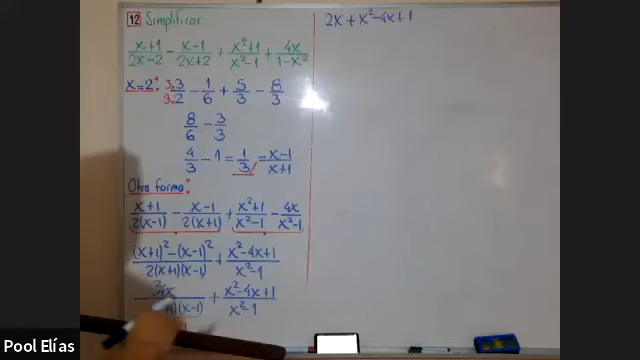 12 Simplificar
(x+1)/(2x-2) - (x-1)/(2x+2) + (x²+1)/(x²-1) + 4x/(1-x²)
x=2: 3·3/3·2 - 1/6 + 5/3 - 8/3
8/6 - 3/3
4/3 - 1 = 1/3 = (x-1)/(x+1)
Otra forma:
(x+1)/2(x-1) - (x-1)/2(x+1) + (x²+1)/(x²-1) - 4x/(x²-1)
((x+1)² - (x-1)²)/2(x+1)(x-1) + (x²-4x+1)/(x²-1)
+ (x²-4x+1)/(x²-1)
2x + x²-4x+1
Pool Elías